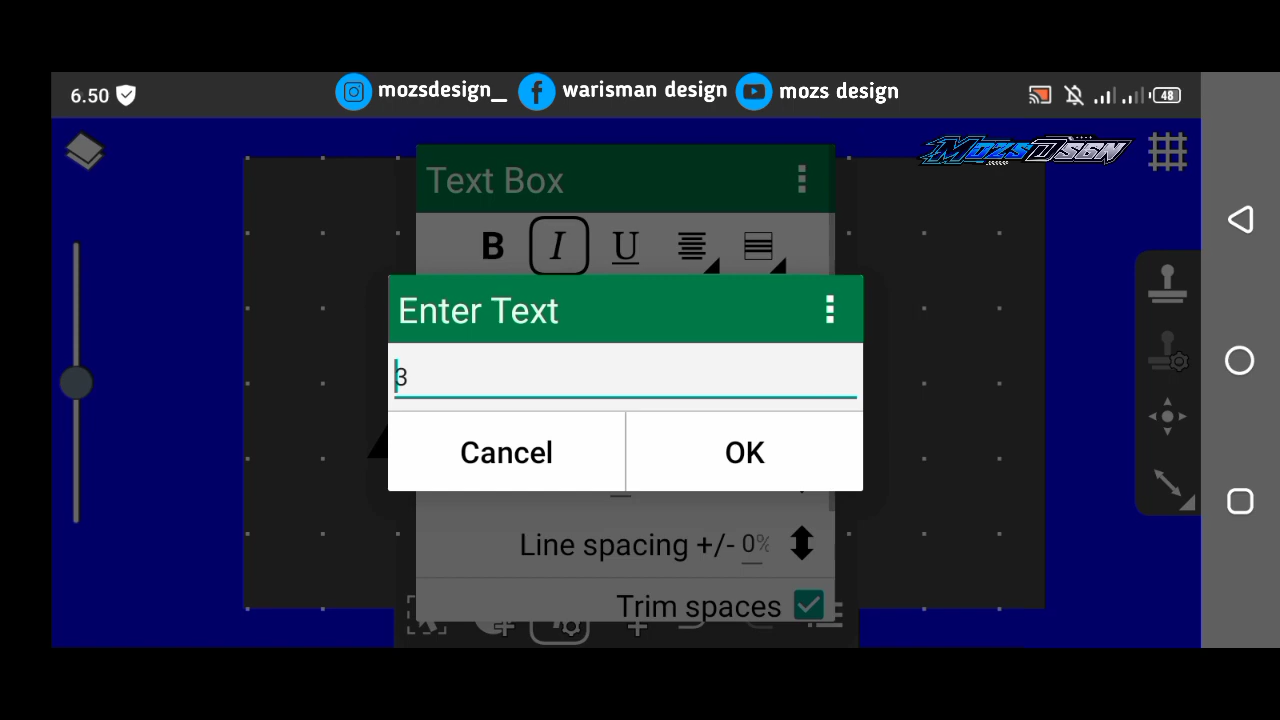 6.50
mozsdesign_
warisman design
mozs design
48
MOZSDSGN
Text Box
B I U
Enter Text
3
Cancel
OK
Line spacing +/- 0%
Trim spaces